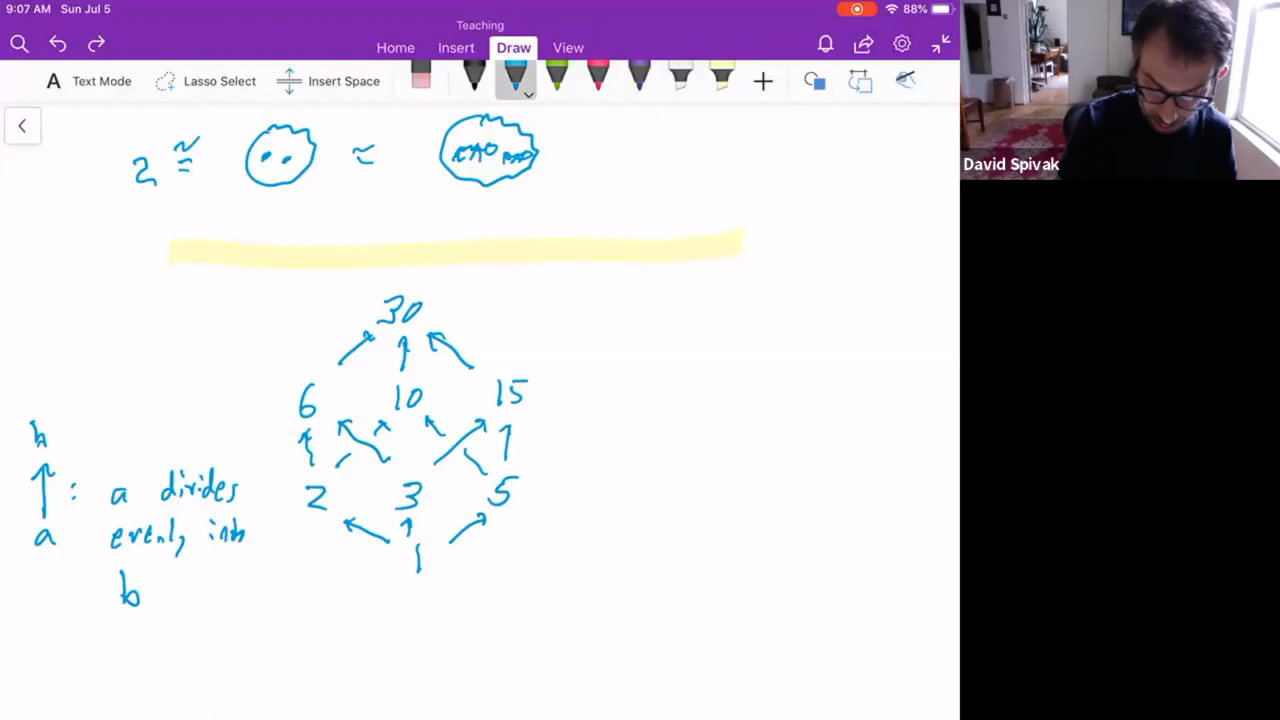 9:07 AM Sun Jul 5
88%
Teaching
Home Insert Draw View
A Text Mode Lasso Select Insert Space
David Spivak
2 ≅ ≈
30
6 10 15
b
2 3 5
: a divides
a evenly into
1
b